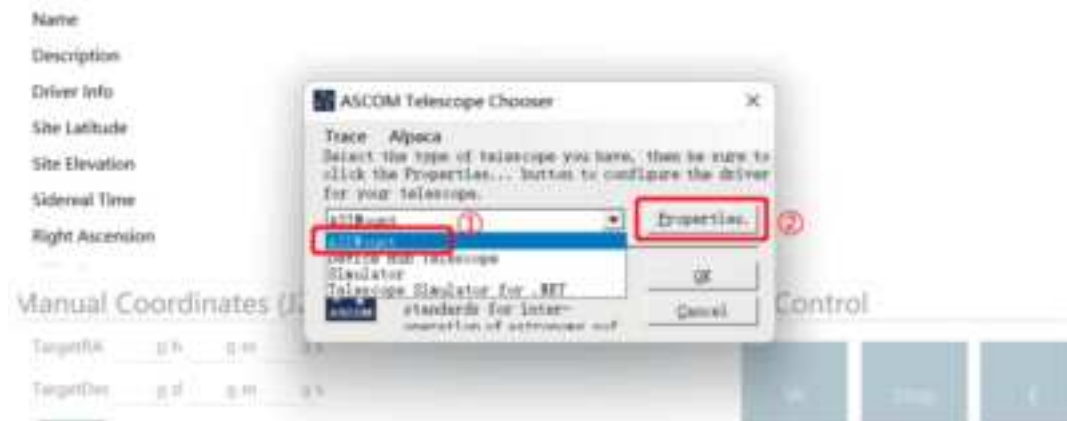 Name
Description
Driver Info
Site Latitude
Site Elevation
Sidereal Time
Right Ascension
ASCOM Telescope Chooser
Trace Alpaca
Select the type of telescope you have, then be sure to
click the Properties... button to configure the driver
for your telescope.
①
Properties.
②
Device Hub Telescope
Simulator
OK
Telescope Simulator for .NET
ASCOM standards for inter-
Cancel
Manual Coordinates
Control
TargetRA
TargetDec